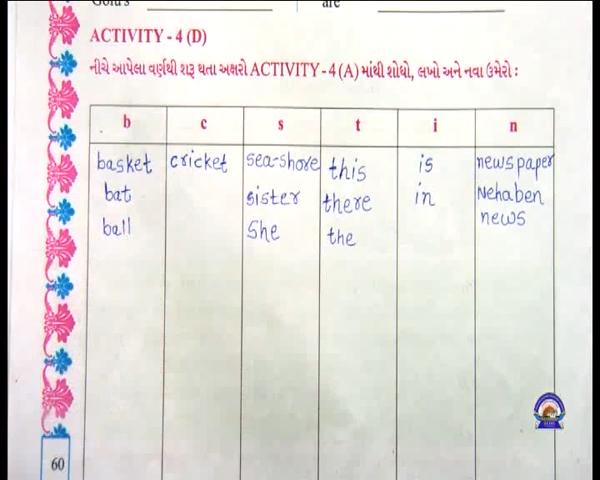 are
ACTIVITY - 4 (D)
નીચે આપેલા વર્ણથી શરૂ થતા અક્ષરો ACTIVITY - 4 (A) માંથી શોધો, લખો અને નવા ઉમેરો :
b c s t i n
basket cricket sea-shore this is newspaper
bat sister there in Nehaben
ball She the news
60